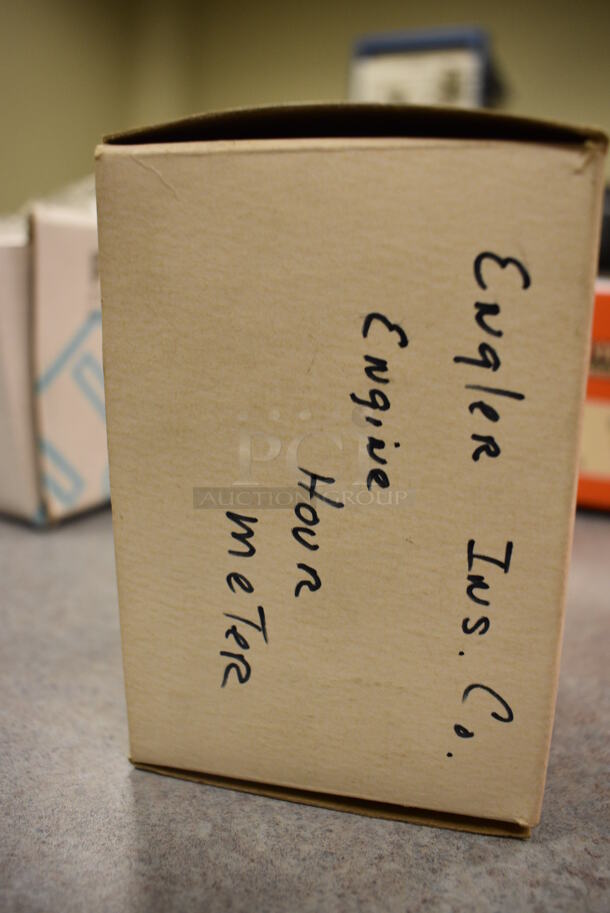 Engler Ins. Co.
Engine
Hour
meter
PCI
AUCTION GROUP